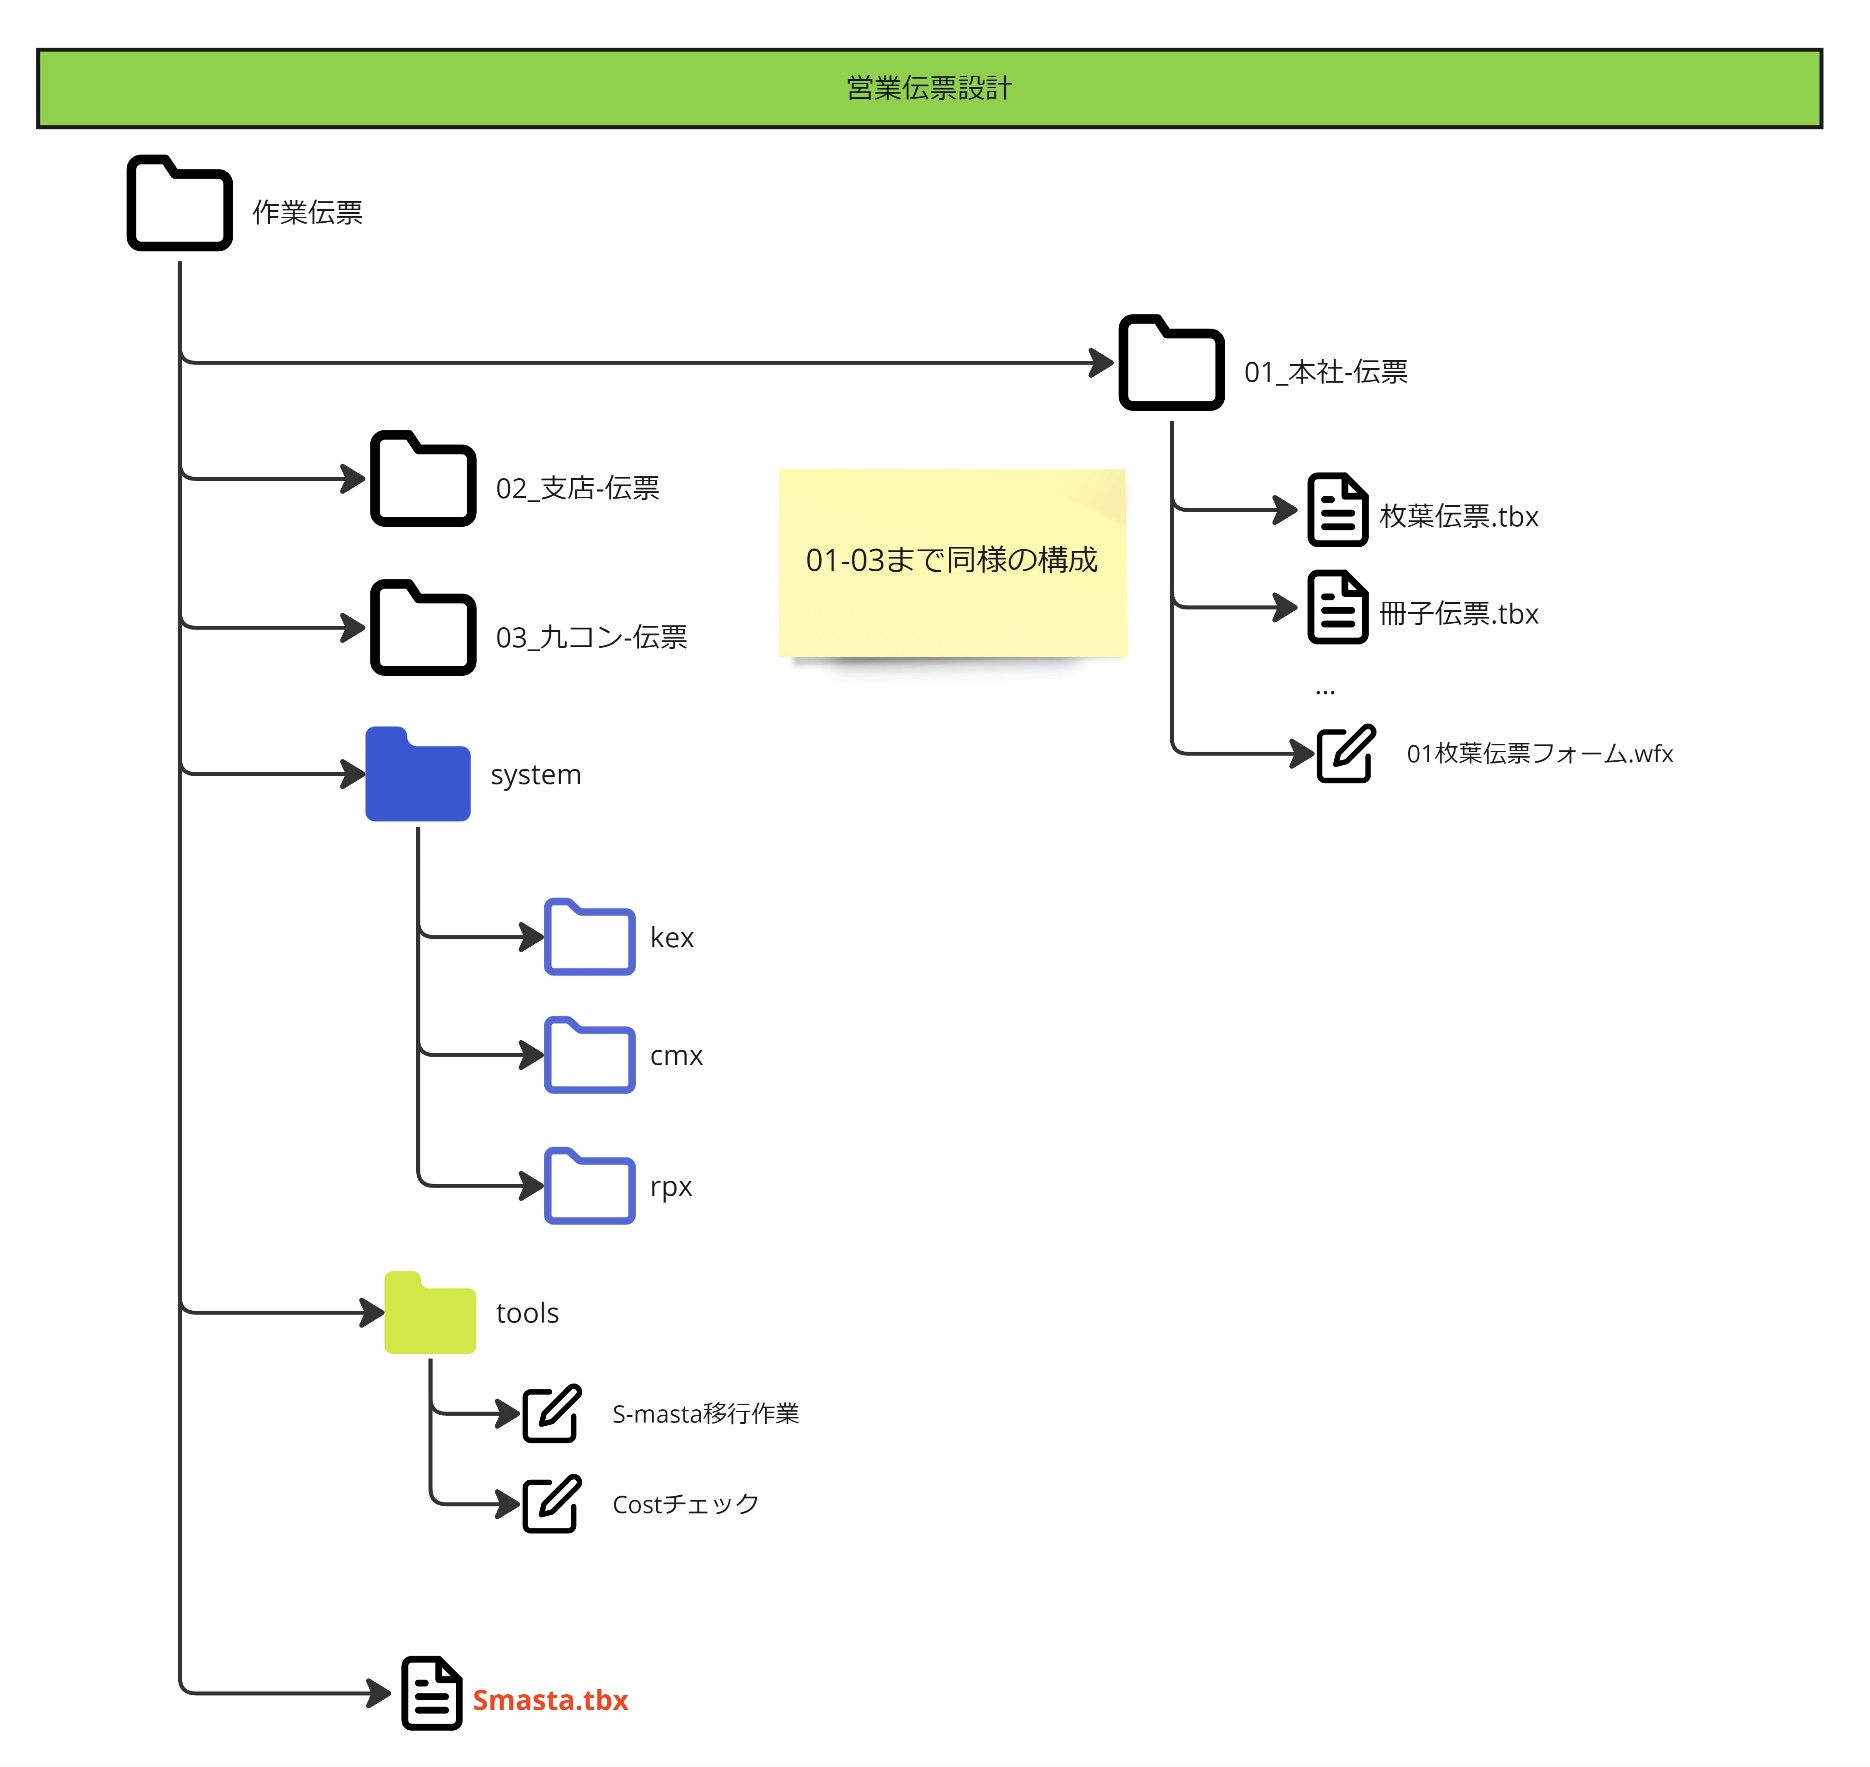 営業伝票設計
作業伝票
01_本社-伝票
02_支店-伝票
枚葉伝票.tbx
01-03まで同様の構成
冊子伝票.tbx
03_九コン-伝票
...
01枚葉伝票フォーム.wfx
system
kex
cmx
rpx
tools
S-masta移行作業
Costチェック
Smasta.tbx